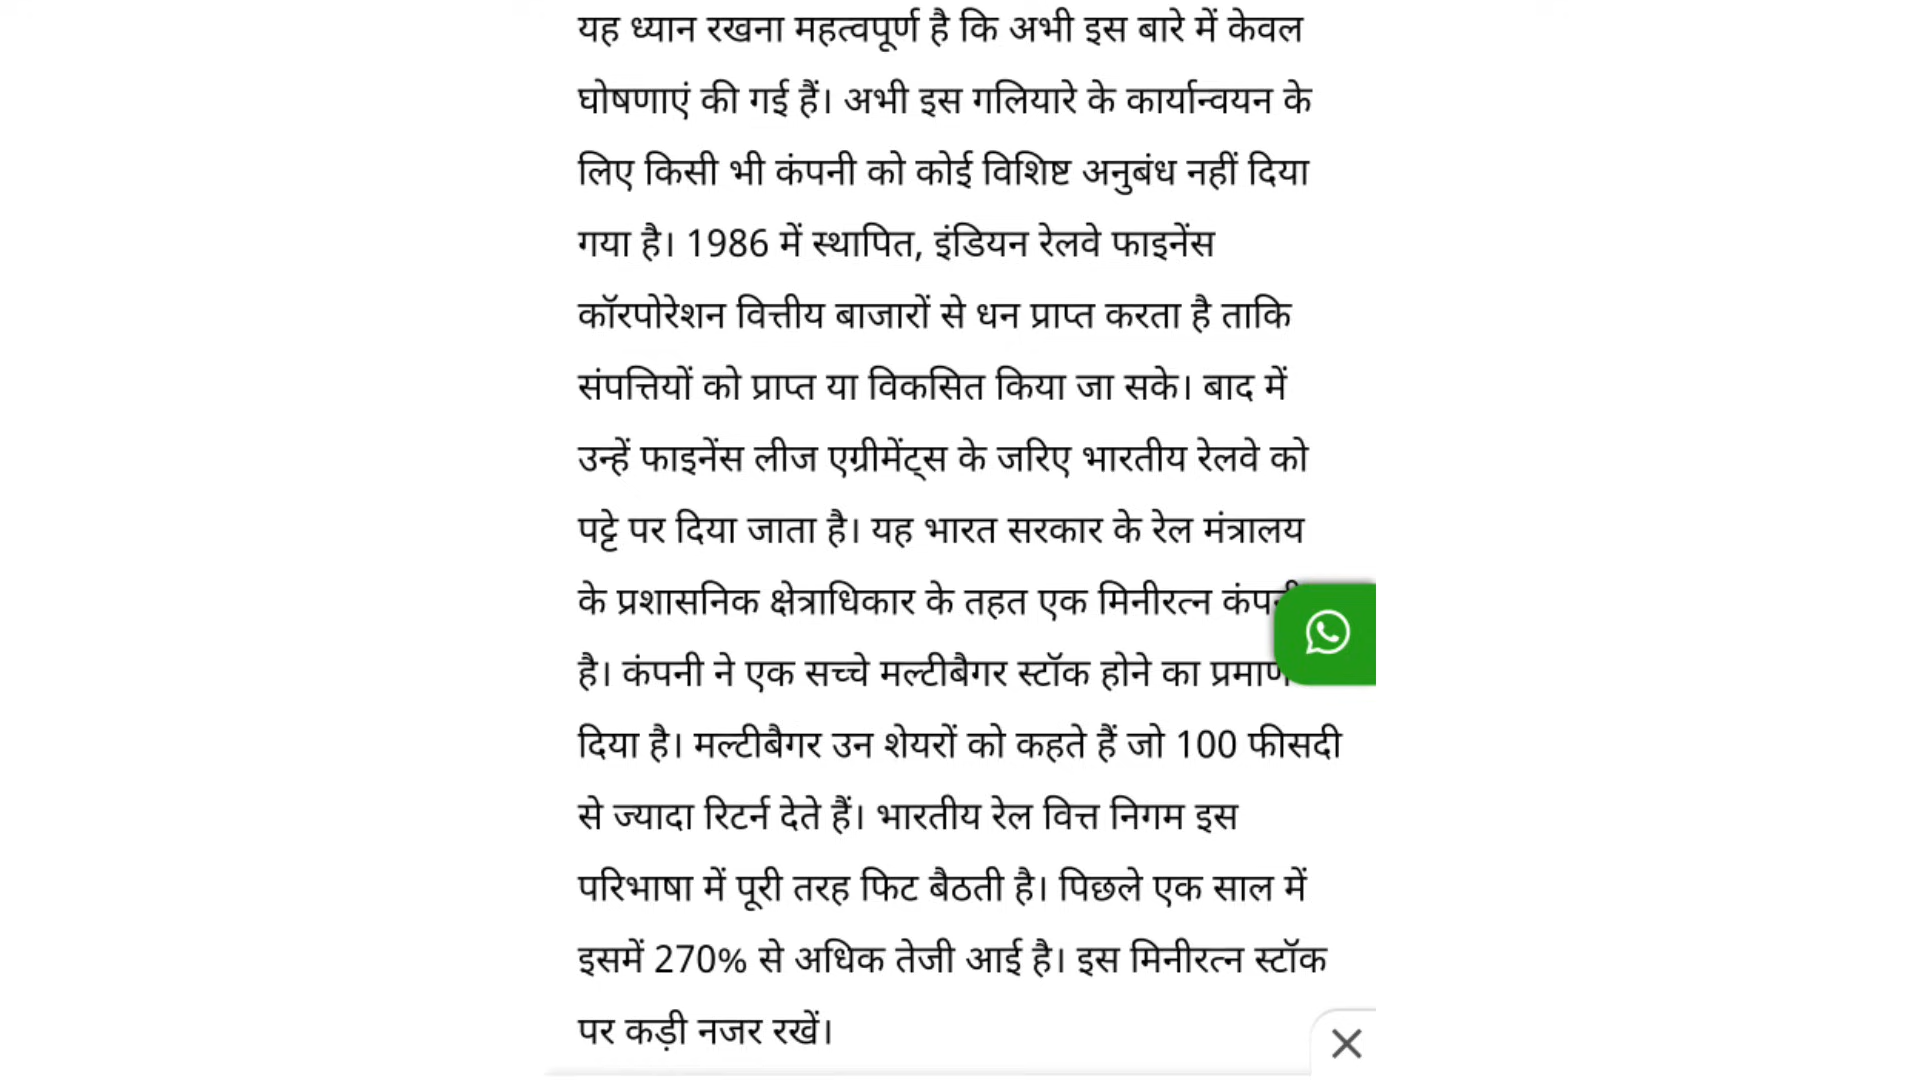 यह ध्यान रखना महत्वपूर्ण है कि अभी इस बारे में केवल
घोषणाएं की गई हैं। अभी इस गलियारे के कार्यान्वयन के
लिए किसी भी कंपनी को कोई विशिष्ट अनुबंध नहीं दिया
गया है। 1986 में स्थापित, इंडियन रेलवे फाइनेंस
कॉरपोरेशन वित्तीय बाजारों से धन प्राप्त करता है ताकि
संपत्तियों को प्राप्त या विकसित किया जा सके। बाद में
उन्हें फाइनेंस लीज एग्रीमेंट्स के जरिए भारतीय रेलवे को
पट्टे पर दिया जाता है। यह भारत सरकार के रेल मंत्रालय
के प्रशासनिक क्षेत्राधिकार के तहत एक मिनीरत्न कंपनी
है। कंपनी ने एक सच्चे मल्टीबैगर स्टॉक होने का प्रमाण
दिया है। मल्टीबैगर उन शेयरों को कहते हैं जो 100 फीसदी
से ज्यादा रिटर्न देते हैं। भारतीय रेल वित्त निगम इस
परिभाषा में पूरी तरह फिट बैठती है। पिछले एक साल में
इसमें 270% से अधिक तेजी आई है। इस मिनीरत्न स्टॉक
पर कड़ी नजर रखें।